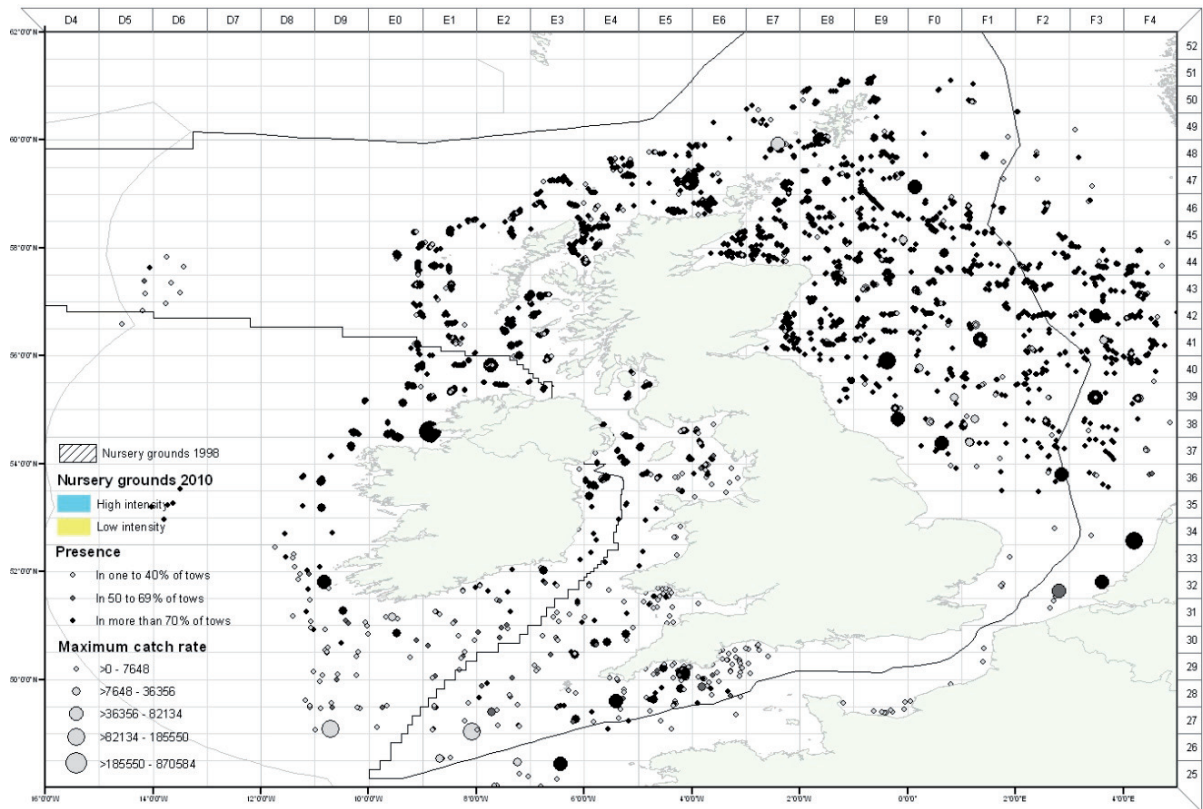 D4 D5 D6 D7 D8 D9 E0 E1 E2 E3 E4 E5 E6 E7 E8 E9 F0 F1 F2 F3 F4
62°0'0"N
52
51
50
60°0'0"N
49
48
47
46
45
58°0'0"N
44
43
42
41
56°0'0"N
40
39
38
Nursery grounds 1998
54°0'0"N
37
Nursery grounds 2010
36
High intensity
35
Low intensity
34
Presence
33
In one to 40% of tows
52°0'0"N
32
In 50 to 69% of tows
31
In more than 70% of tows
30
Maximum catch rate
29
>0 - 7648
50°0'0"N
28
>7648 - 36356
27
>36356 - 82134
26
>82134 - 185550
25
>185550 - 870584
16°0'0"W 14°0'0"W 12°0'0"W 10°0'0"W 8°0'0"W 6°0'0"W 4°0'0"W 2°0'0"W 0°0'0" 2°0'0"E 4°0'0"E